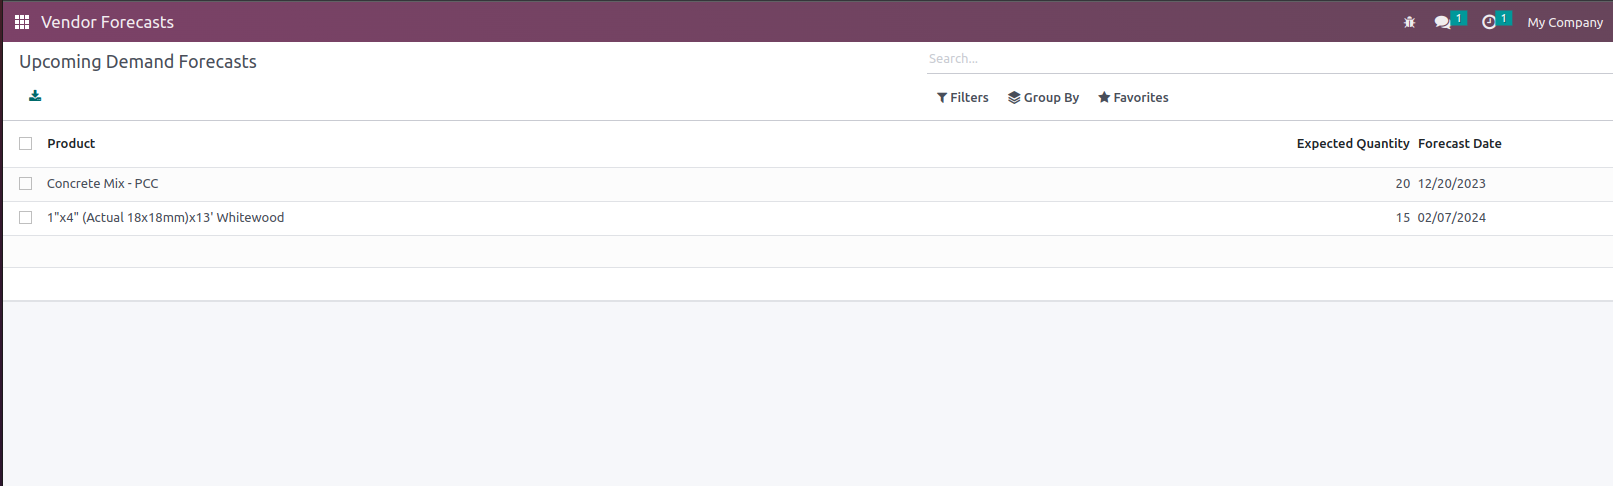 Vendor Forecasts 1 1 My Company
Upcoming Demand Forecasts Search...
Filters Group By Favorites
Product Expected Quantity Forecast Date
Concrete Mix - PCC 20 12/20/2023
1"x4" (Actual 18x18mm)x13' Whitewood 15 02/07/2024